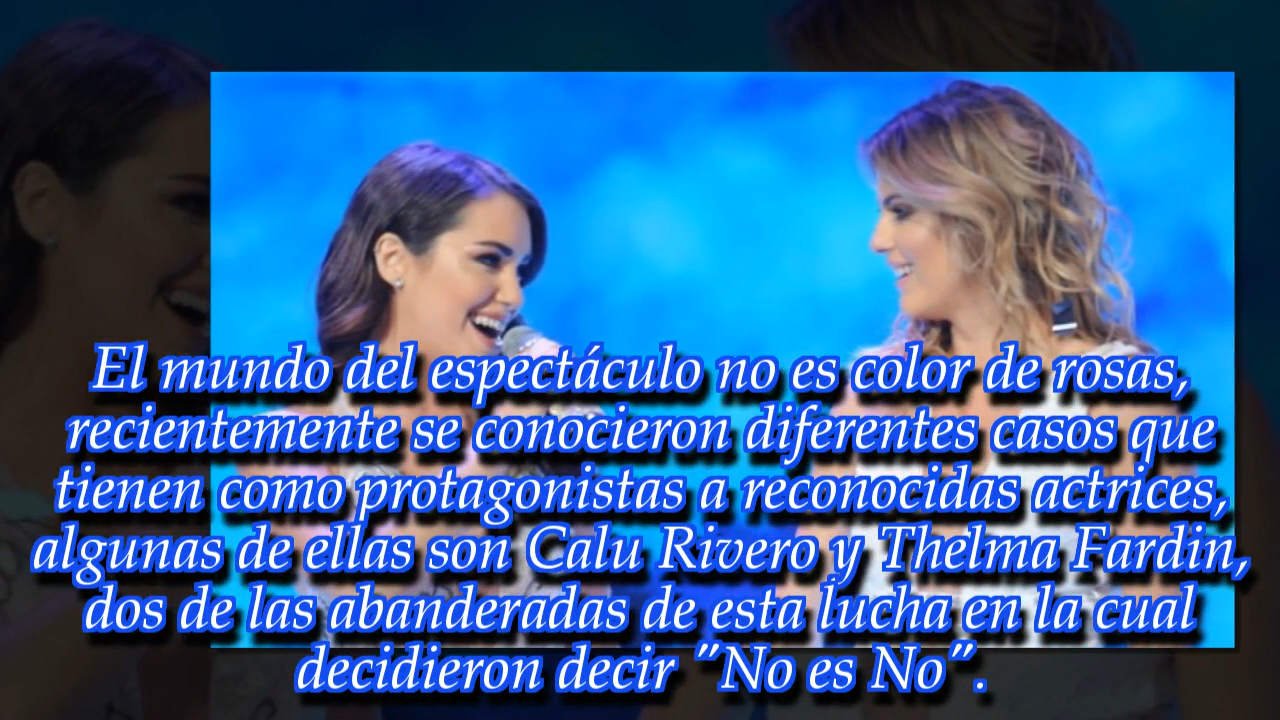 El mundo del espectáculo no es color de rosas,
recientemente se conocieron diferentes casos que
tienen como protagonistas a reconocidas actrices,
algunas de ellas son Calu Rivero y Thelma Fardin,
dos de las abanderadas de esta lucha en la cual
decidieron decir "No es No".